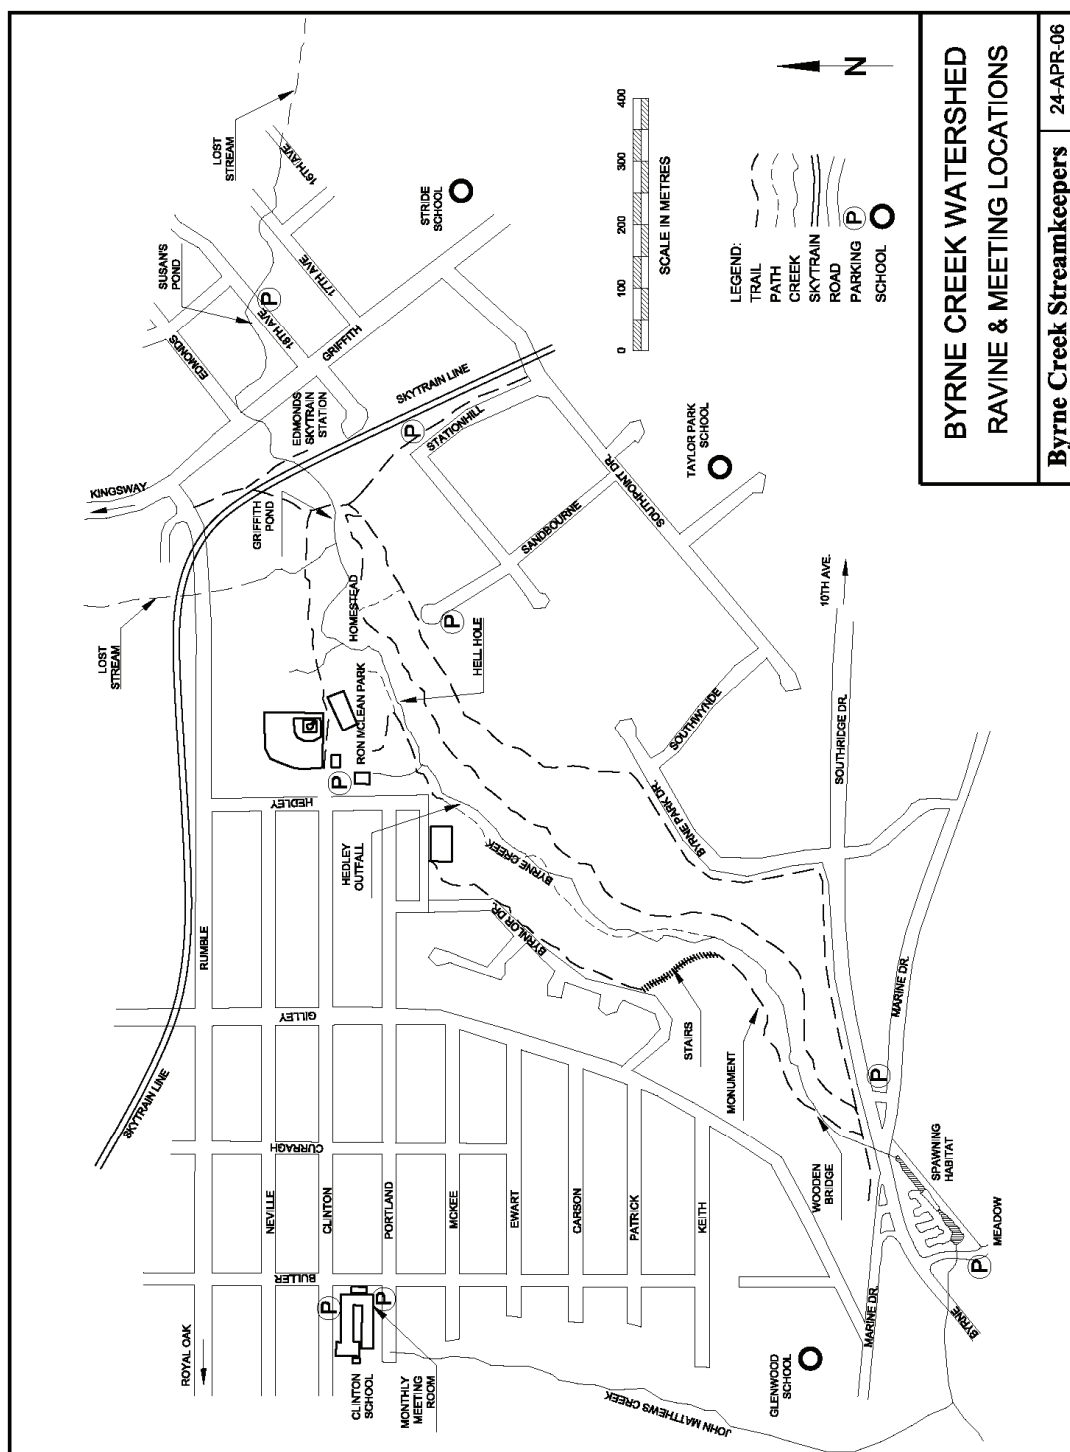 BYRNE CREEK WATERSHED
RAVINE & MEETING LOCATIONS
Byrne Creek Streamkeepers
24-APR-06
N
0 100 200 300 400
SCALE IN METRES
LEGEND:
TRAIL
PATH
CREEK
SKYTRAIN
ROAD
PARKING
P
SCHOOL
LOST
STREAM
16TH AVE.
STRIDE
SCHOOL
SUSAN'S
POND
17TH AVE.
P
18TH AVE.
GRIFFITH
EDMONDS
EDMONDS
SKYTRAIN
STATION
SKYTRAIN LINE
P
STATIONHILL
KINGSWAY
GRIFFITH
POND
TAYLOR PARK
SCHOOL
SOUTHPOINT DR.
SANDBOURNE
LOST
STREAM
HOMESTEAD
P
HELL HOLE
10TH AVE.
RON MCLEAN PARK
P
SOUTHWYNDE
SOUTHRIDGE DR.
HEDLEY
BYRNE PARK DR.
HEDLEY
OUTFALL
BYRNE CREEK
RUMBLE
BYRNLOR DR.
MARINE DR.
GILLEY
STAIRS
MONUMENT
P
SKYTRAIN LINE
CURRAGH
WOODEN
BRIDGE
SPAWNING
HABITAT
NEVILLE
CLINTON
PORTLAND
MCKEE
EWART
CARSON
PATRICK
KEITH
MEADOW
P
BULLER
P
P
MARINE DR.
BYRNE
ROYAL OAK
CLINTON
SCHOOL
MONTHLY
MEETING
ROOM
GLENWOOD
SCHOOL
JOHN MATTHEWS CREEK